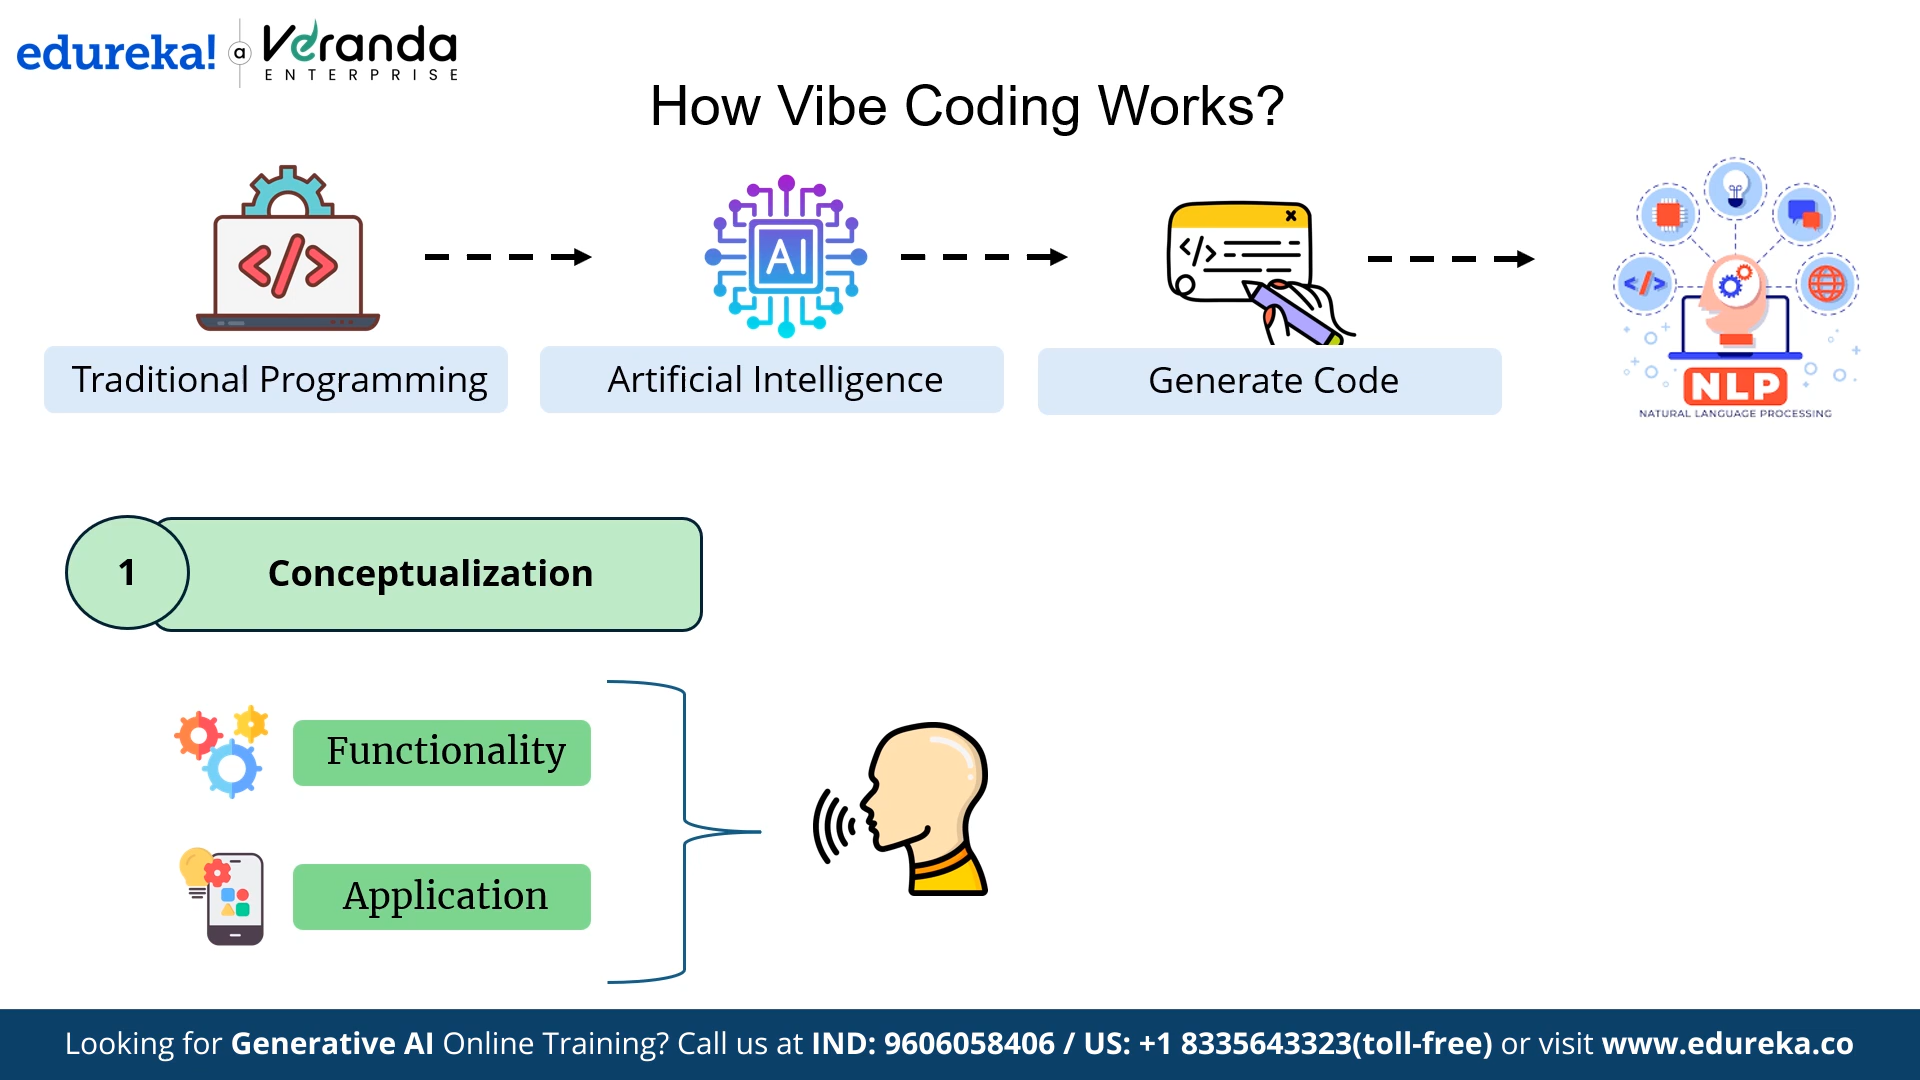 edureka! a Veranda
ENTERPRISE
How Vibe Coding Works?
</>
AI
</>
</>
Traditional Programming
Artificial Intelligence
Generate Code
NLP
NATURAL LANGUAGE PROCESSING
1
Conceptualization
Functionality
Application
Looking for Generative AI Online Training? Call us at IND: 9606058406 / US: +1 8335643323(toll-free) or visit www.edureka.co